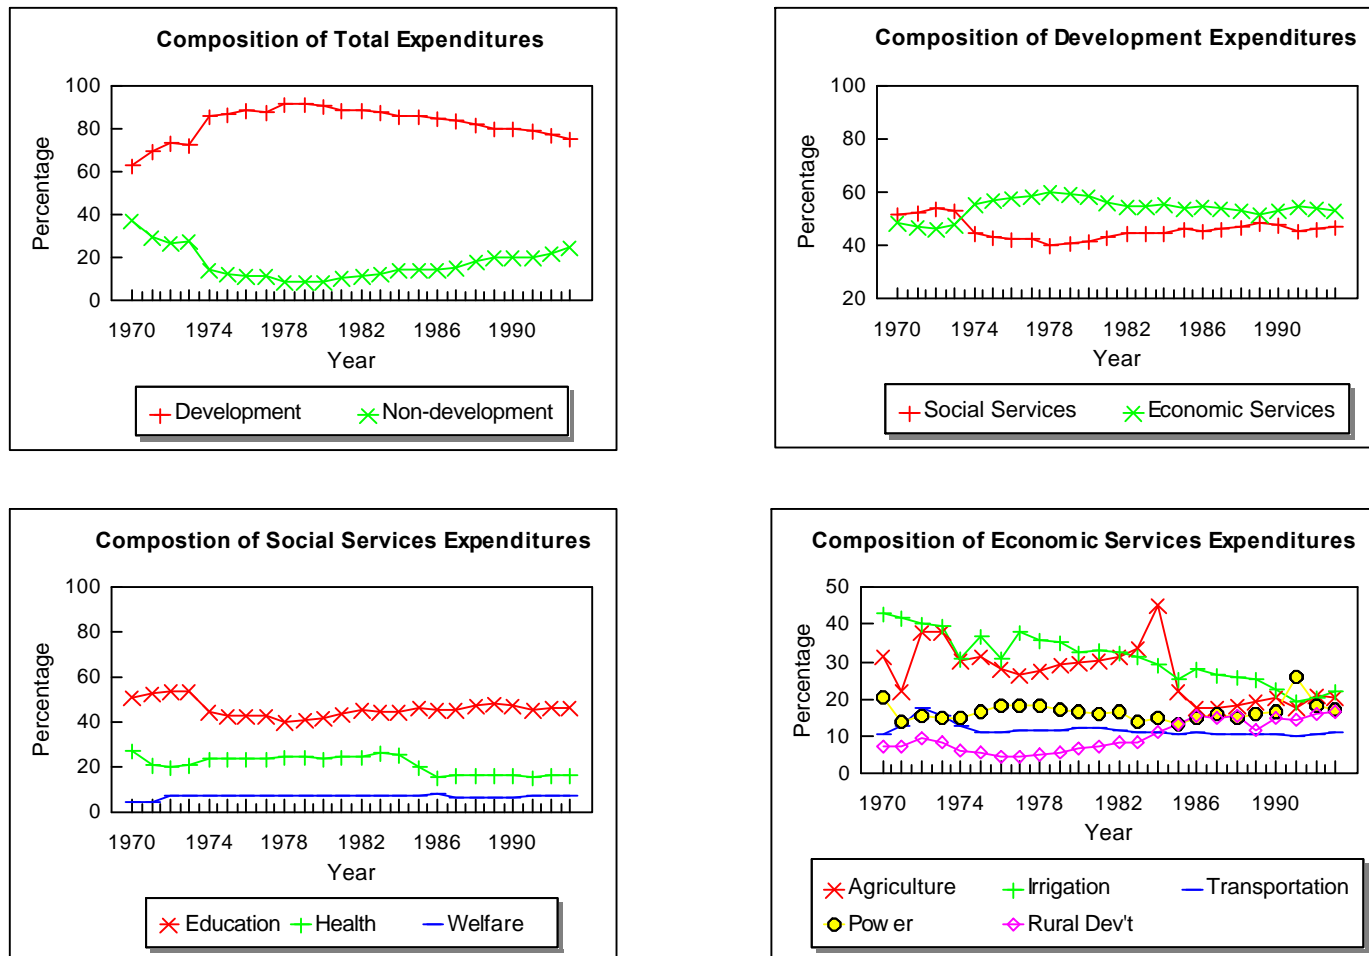 Composition of Total Expenditures
Percentage
100
80
60
40
20
0
1970 1974 1978 1982 1986 1990
Year
Development Non-development
Composition of Development Expenditures
Percentage
100
80
60
40
20
1970 1974 1978 1982 1986 1990
Year
Social Services Economic Services
Compostion of Social Services Expenditures
Percentage
100
80
60
40
20
0
1970 1974 1978 1982 1986 1990
Year
Education Health Welfare
Composition of Economic Services Expenditures
Percentage
50
40
30
20
10
0
1970 1974 1978 1982 1986 1990
Year
Agriculture Irrigation Transportation
Power Rural Dev't